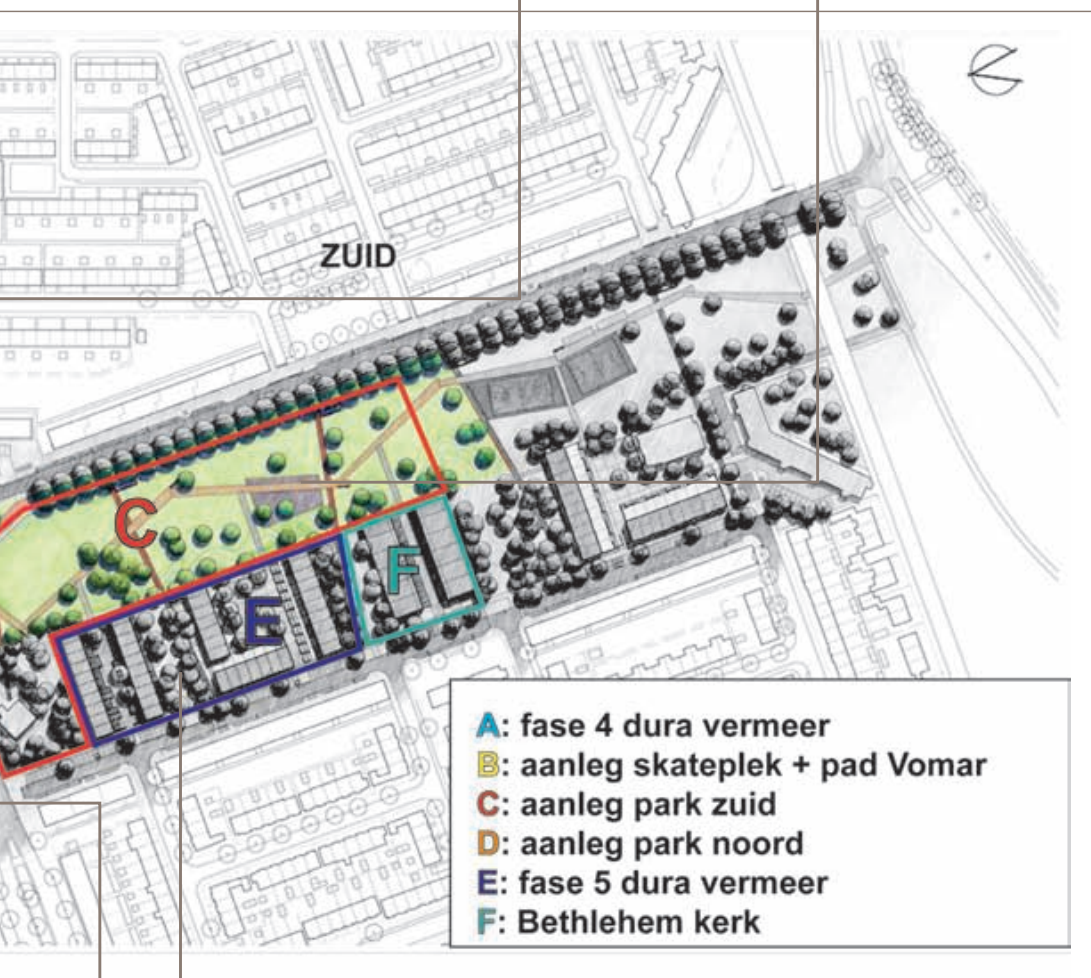 ZUID
C
F
E
A: fase 4 dura vermeer
B: aanleg skateplek + pad Vomar
C: aanleg park zuid
D: aanleg park noord
E: fase 5 dura vermeer
F: Bethlehem kerk